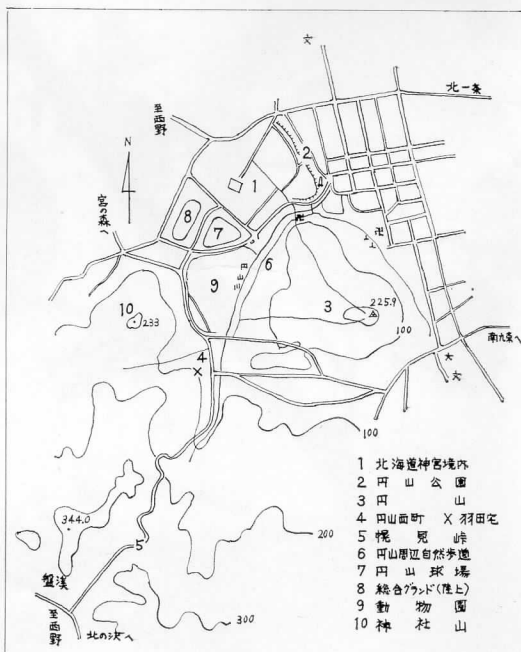 文
北一条
至西野
N
2
1
宮の森へ
8
7
卍
卍
6
円山川
9
10
・233
3
225.9
100
南九条へ
4
X
大
文
100
344.0
200
5
盤渓
300
至西野
北の沢へ
1 北海道神宮境内
2 円山公園
3 円山
4 円山西町 X 羽田宅
5 幌見峠
6 円山周辺自然歩道
7 円山球場
8 総合グランド(陸上)
9 動物園
10 神社山